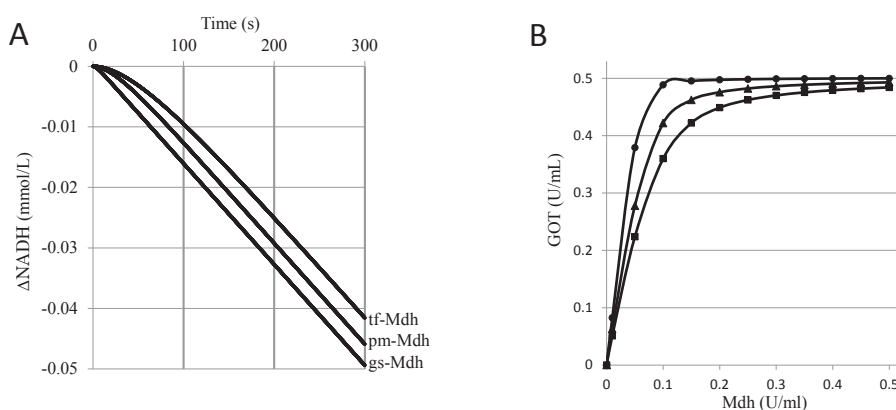 A
Time (s)
0 100 200 300
0
-0.01
-0.02
-0.03
-0.04
-0.05
ΔNADH (mmol/L)
tf-Mdh
pm-Mdh
gs-Mdh
B
0.5
0.4
0.3
0.2
0.1
0
GOT (U/mL)
0 0.1 0.2 0.3 0.4 0.5
Mdh (U/ml)